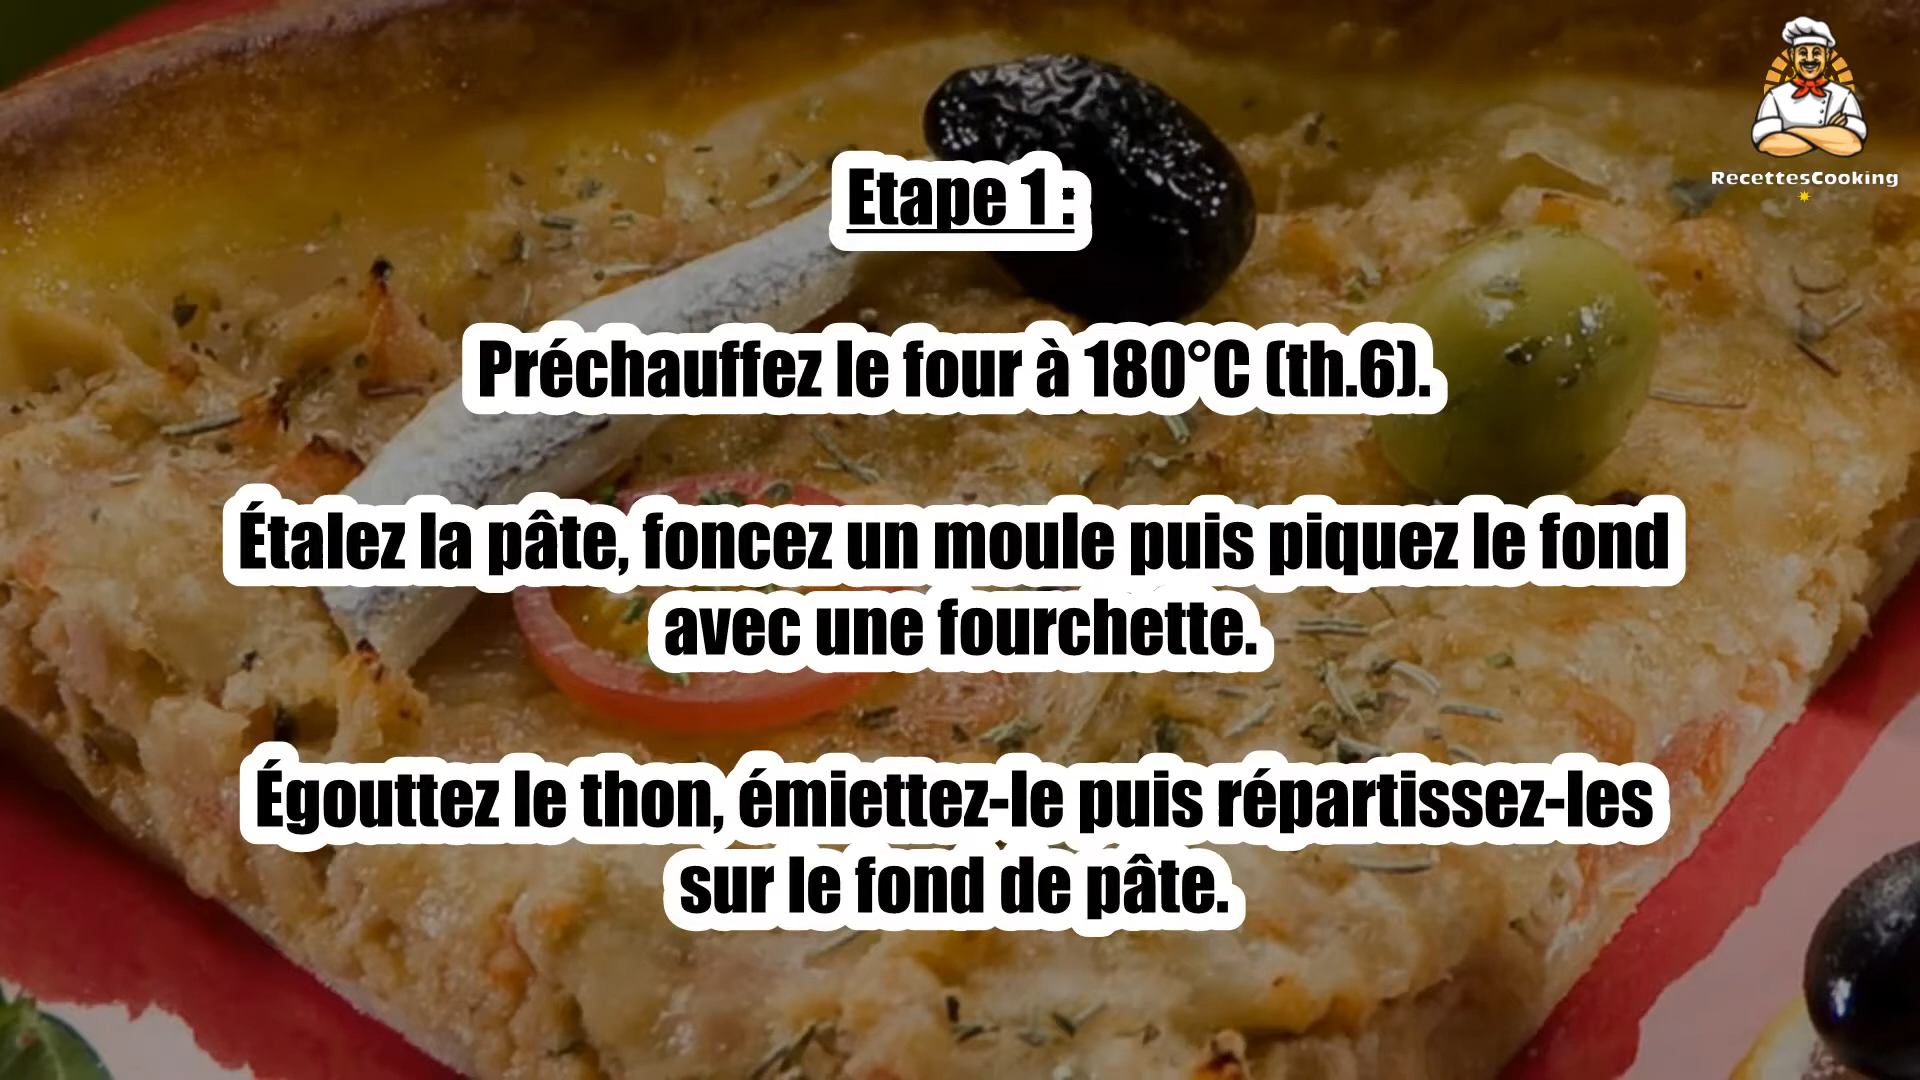 RecettesCooking
Etape 1 :
Préchauffez le four à 180°C (th.6).
Étalez la pâte, foncez un moule puis piquez le fond
avec une fourchette.
Égouttez le thon, émiettez-le puis répartissez-les
sur le fond de pâte.